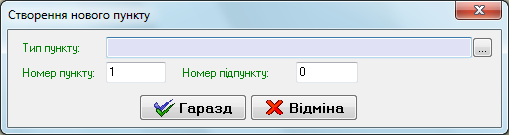 Створення нового пункту
Тип пункту: ...
Номер пункту: 1 Номер підпункту: 0
Гаразд Відміна